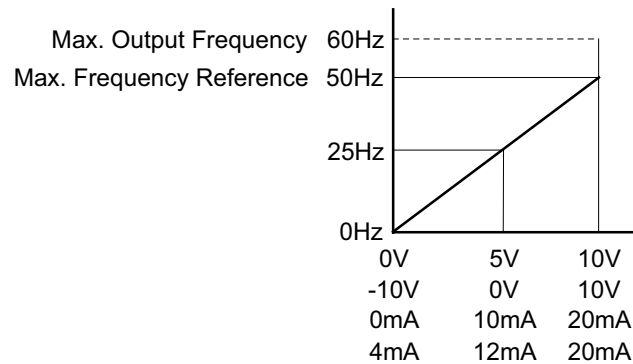 Max. Output Frequency 60Hz
Max. Frequency Reference 50Hz
25Hz
0Hz
0V 5V 10V
-10V 0V 10V
0mA 10mA 20mA
4mA 12mA 20mA